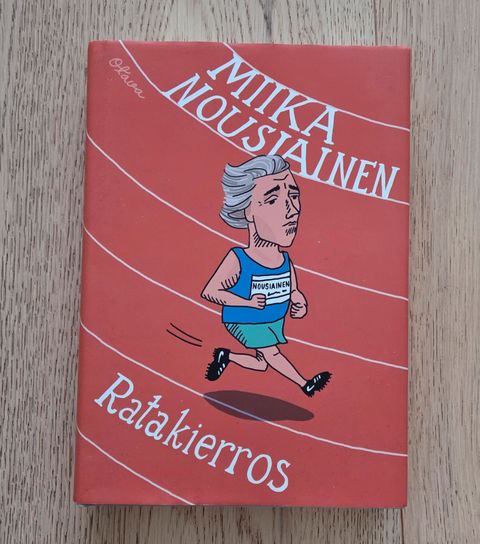 Otava
MIIKA
NOUSIAINEN
NOUSIAINEN
Ratakierros